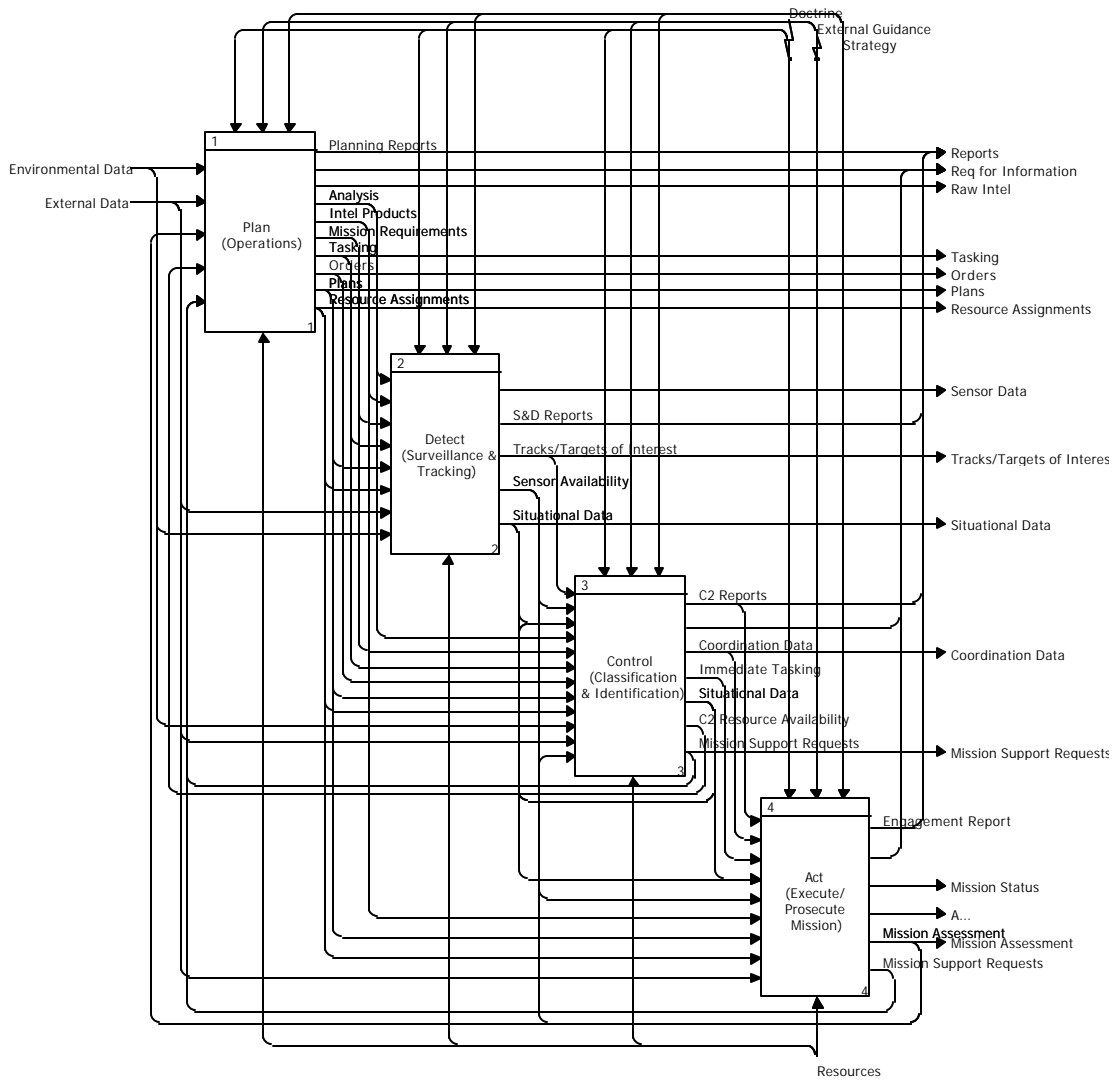 Doctrine
External Guidance
Strategy
1
Planning Reports
Reports
Environmental Data
Req for Information
Raw Intel
Analysis
External Data
Intel Products
Plan
(Operations)
Mission Requirements
Tasking
Tasking
Orders
Orders
Plans
Plans
Resource Assignments
Resource Assignments
1
2
Sensor Data
S&D Reports
Detect
(Surveillance &
Tracking)
Tracks/Targets of Interest
Tracks/Targets of Interes
Sensor Availability
Situational Data
Situational Data
2
3
C2 Reports
Coordination Data
Coordination Data
Control
(Classification
& Identification)
Immediate Tasking
Situational Data
C2 Resource Availability
Mission Support Requests
Mission Support Requests
3
4
Engagement Report
Act
(Execute/
Prosecute
Mission)
Mission Status
A...
Mission Assessment
Mission Assessment
Mission Support Requests
4
Resources